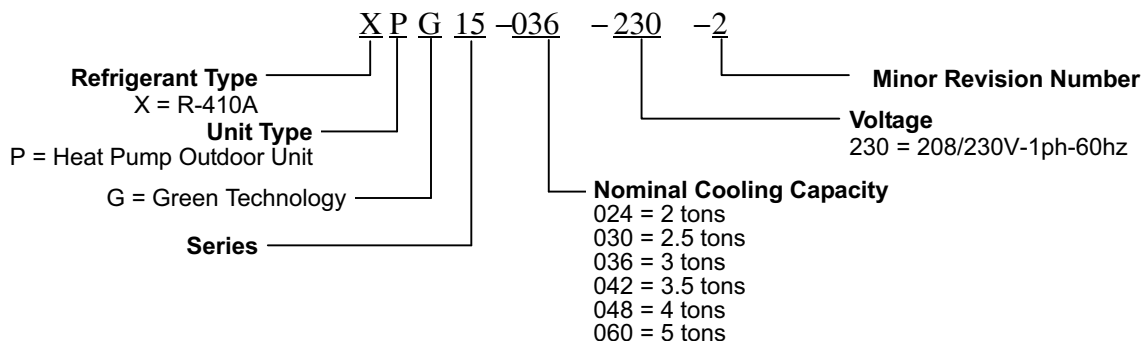 X P G 15 –036 – 230 –2
Refrigerant Type
X = R-410A
Unit Type
P = Heat Pump Outdoor Unit
G = Green Technology
Series
Minor Revision Number
Voltage
230 = 208/230V-1ph-60hz
Nominal Cooling Capacity
024 = 2 tons
030 = 2.5 tons
036 = 3 tons
042 = 3.5 tons
048 = 4 tons
060 = 5 tons